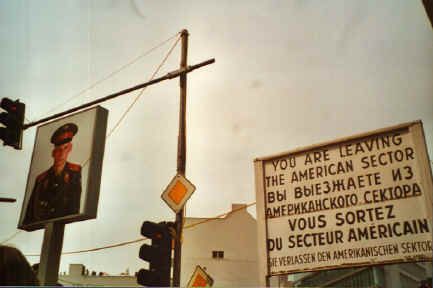 YOU ARE LEAVING
THE AMERICAN SECTOR
ВЫ ВЫЕЗЖАЕТЕ ИЗ
АМЕРИКАНСКОГО СЕКТОРА
VOUS SORTEZ
DU SECTEUR AMÉRICAIN
SIE VERLASSEN DEN AMERIKANISCHEN SEKTOR